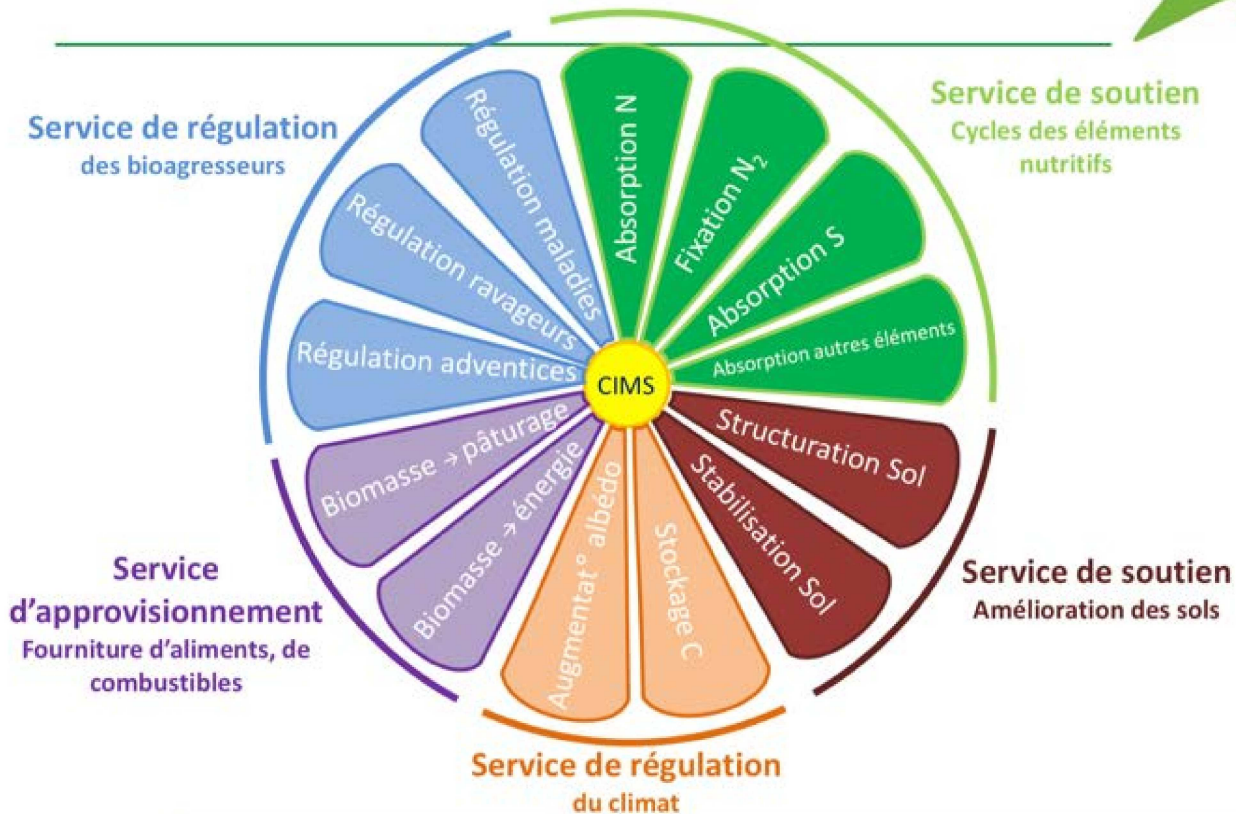 Service de régulation
des bioagresseurs
Régulation maladies
Régulation ravageurs
Régulation adventices
Absorption N
Fixation N₂
Absorption S
Absorption autres éléments
Service de soutien
Cycles des éléments
nutritifs
CIMS
Structuration Sol
Stabilisation Sol
Service de soutien
Amélioration des sols
Stockage C
Augmentat° albédo
Service de régulation
du climat
Biomasse → énergie
Biomasse → pâturage
Service
d'approvisionnement
Fourniture d'aliments, de
combustibles